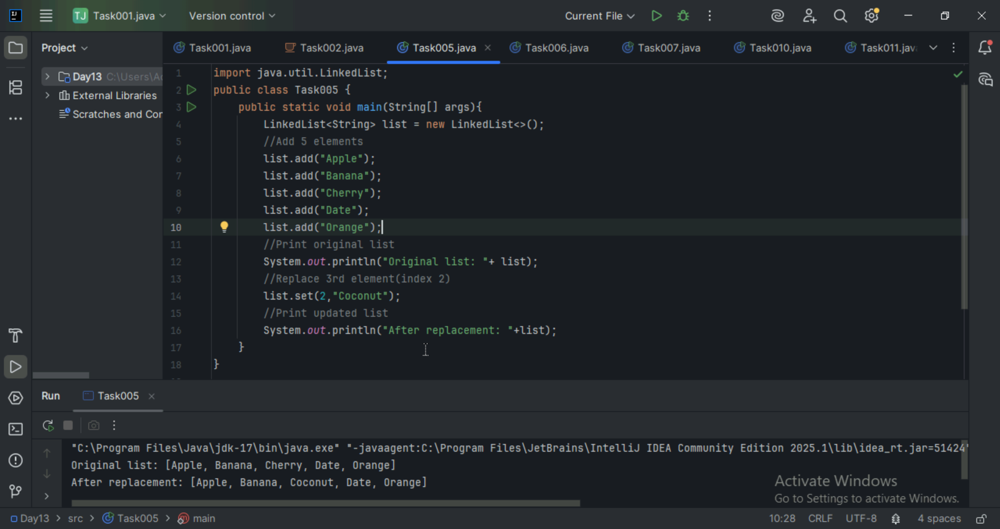 TJ Task001.java Version control Current File
Project
Task001.java Task002.java Task005.java Task006.java Task007.java Task010.java Task011.jav
Day13 C:\Users\Ac
External Libraries
Scratches and Cor
1 import java.util.LinkedList;
2 public class Task005 {
3 public static void main(String[] args){
4 LinkedList<String> list = new LinkedList<>();
5 //Add 5 elements
6 list.add("Apple");
7 list.add("Banana");
8 list.add("Cherry");
9 list.add("Date");
10 list.add("Orange");
11 //Print original list
12 System.out.println("Original list: "+ list);
13 //Replace 3rd element(index 2)
14 list.set(2,"Coconut");
15 //Print updated list
16 System.out.println("After replacement: "+list);
17 }
18 }
Run Task005
"C:\Program Files\Java\jdk-17\bin\java.exe" "-javaagent:C:\Program Files\JetBrains\IntelliJ IDEA Community Edition 2025.1\lib\idea_rt.jar=51424"
Original list: [Apple, Banana, Cherry, Date, Orange]
After replacement: [Apple, Banana, Coconut, Date, Orange]
Activate Windows
Go to Settings to activate Windows.
Day13 > src > Task005 > main 10:28 CRLF UTF-8 4 spaces